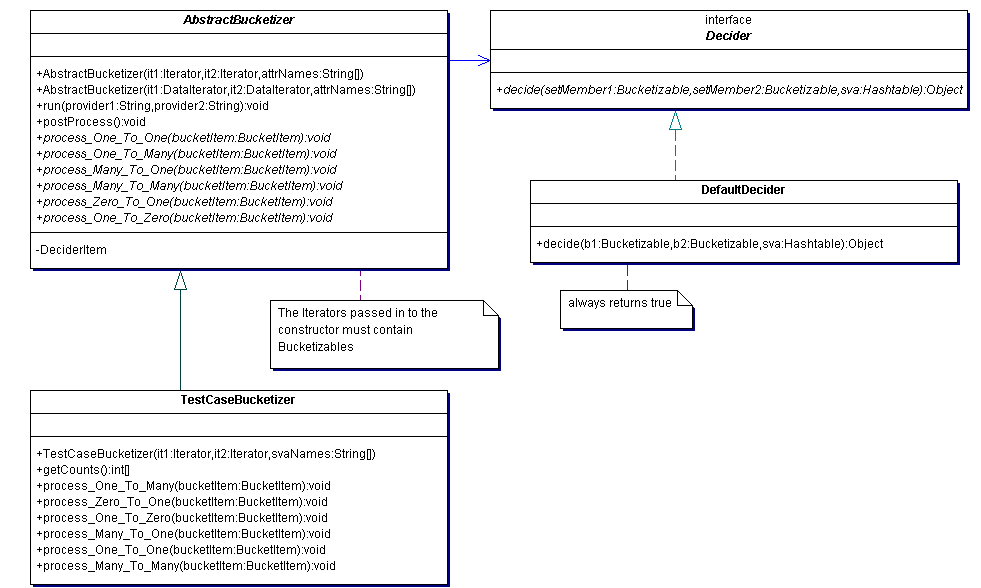 AbstractBucketizer
+AbstractBucketizer(it1:Iterator,it2:Iterator,attrNames:String[])
+AbstractBucketizer(it1:DataIterator,it2:DataIterator,attrNames:String[])
+run(provider1:String,provider2:String):void
+postProcess():void
+process_One_To_One(bucketItem:BucketItem):void
+process_One_To_Many(bucketItem:BucketItem):void
+process_Many_To_One(bucketItem:BucketItem):void
+process_Many_To_Many(bucketItem:BucketItem):void
+process_Zero_To_One(bucketItem:BucketItem):void
+process_One_To_Zero(bucketItem:BucketItem):void
-DeciderItem
interface
Decider
+decide(setMember1:Bucketizable,setMember2:Bucketizable,sva:Hashtable):Object
DefaultDecider
+decide(b1:Bucketizable,b2:Bucketizable,sva:Hashtable):Object
always returns true
The Iterators passed in to the
constructor must contain
Bucketizables
TestCaseBucketizer
+TestCaseBucketizer(it1:Iterator,it2:Iterator,svaNames:String[])
+getCounts():int[]
+process_One_To_Many(bucketItem:BucketItem):void
+process_Zero_To_One(bucketItem:BucketItem):void
+process_One_To_Zero(bucketItem:BucketItem):void
+process_Many_To_One(bucketItem:BucketItem):void
+process_One_To_One(bucketItem:BucketItem):void
+process_Many_To_Many(bucketItem:BucketItem):void